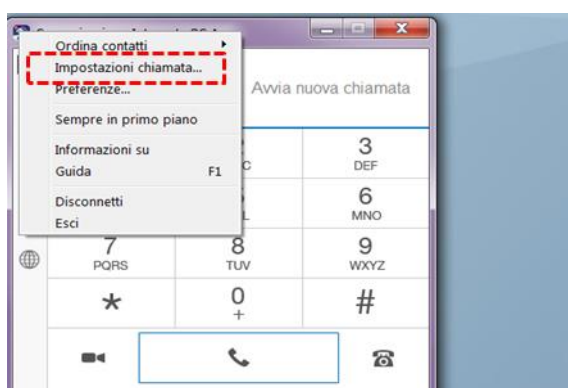 Ordina contatti
Impostazioni chiamata...
Preferenze...
Sempre in primo piano
Informazioni su
Guida F1
Disconnetti
Esci
Avvia nuova chiamata
3
DEF
6
MNO
7 8 9
PQRS TUV WXYZ
* 0 #
+